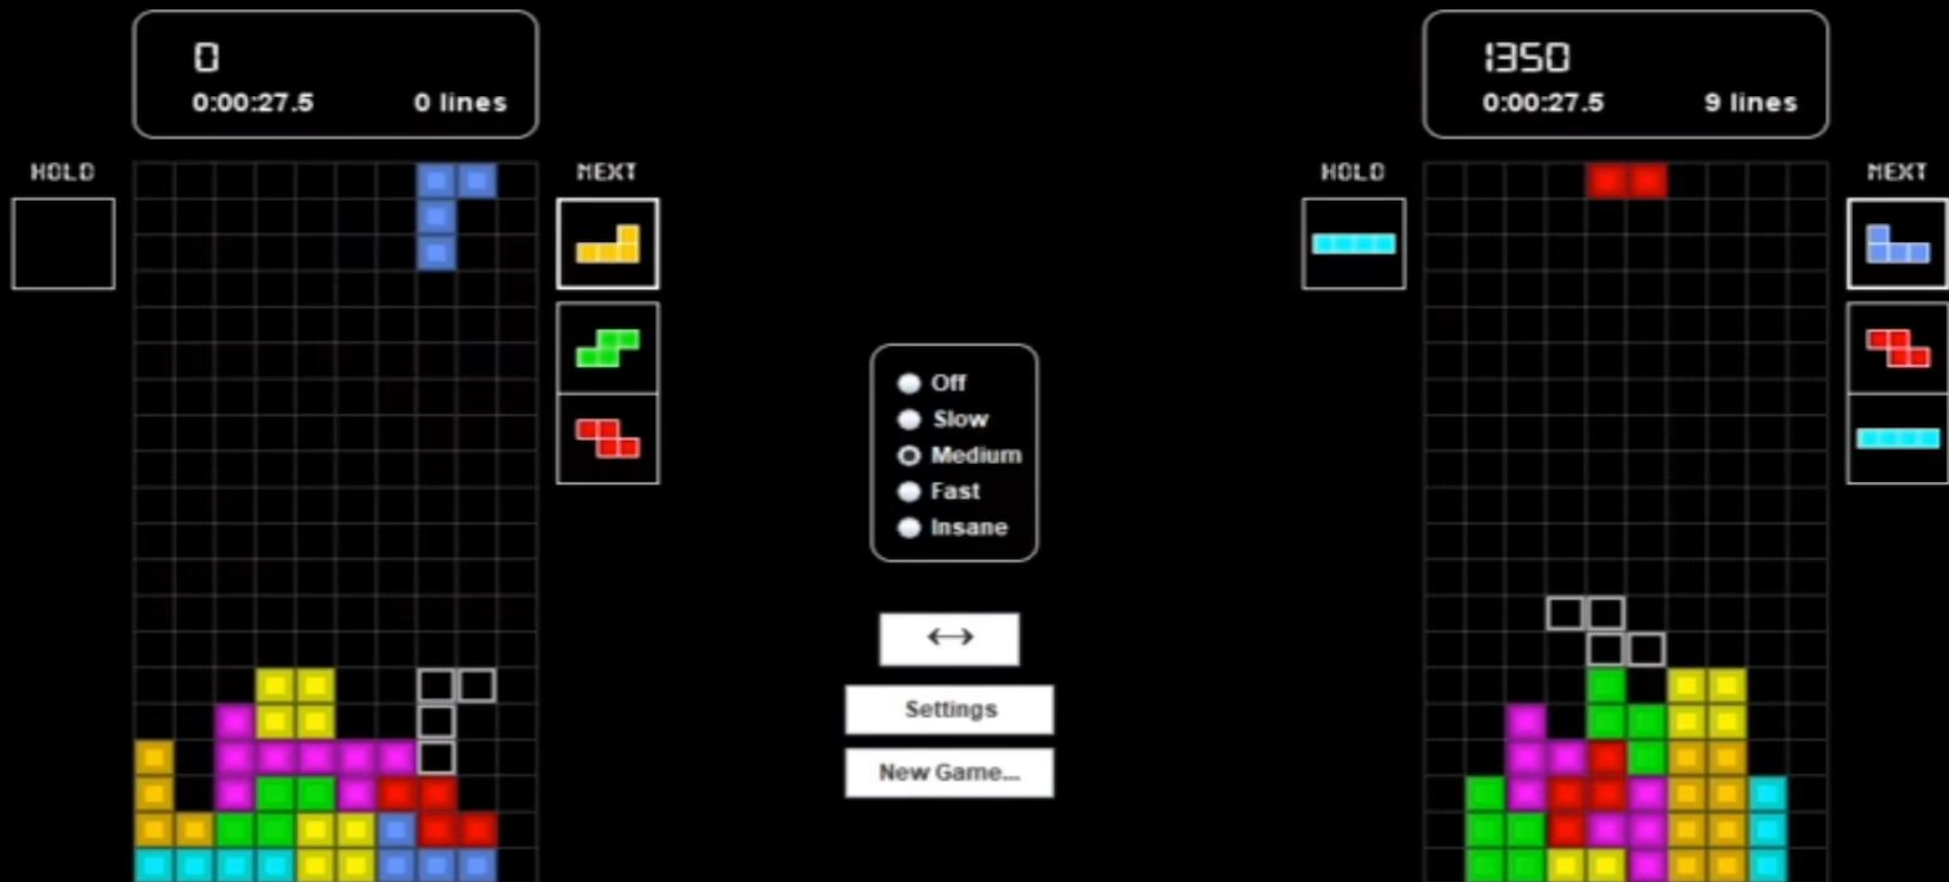 0
0:00:27.5 0 lines
HOLD
NEXT
Off
Slow
Medium
Fast
Insane
↔
Settings
New Game...
1350
0:00:27.5 9 lines
HOLD
NEXT